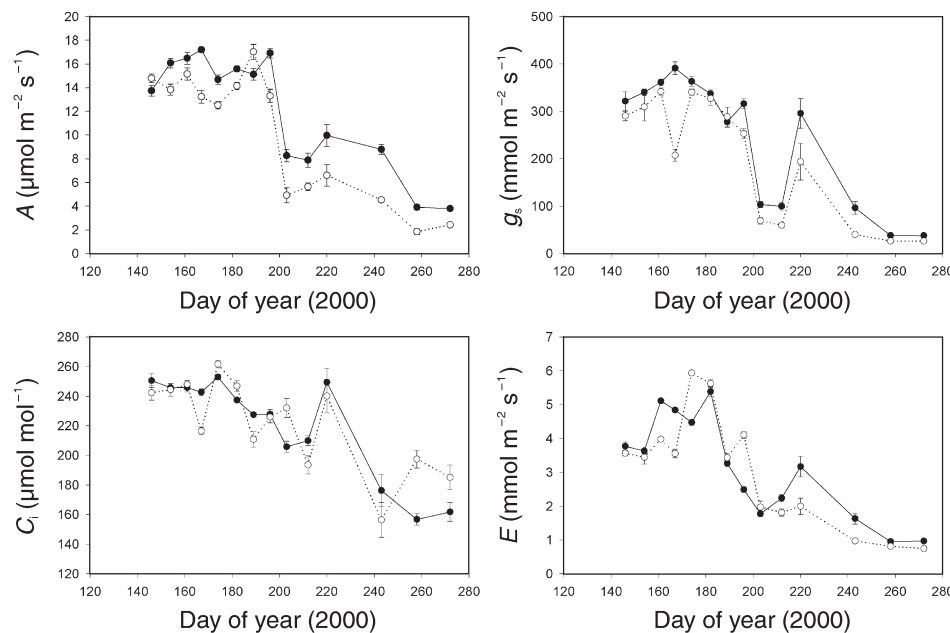 20
18
16
14
12
10
8
6
4
2
0
A (μmol m⁻² s⁻¹)
120 140 160 180 200 220 240 260 280
Day of year (2000)
500
400
300
200
100
0
gₛ (mmol m⁻² s⁻¹)
120 140 160 180 200 220 240 260 280
Day of year (2000)
280
260
240
220
200
180
160
140
120
Cᵢ (μmol mol⁻¹)
120 140 160 180 200 220 240 260 280
Day of year (2000)
7
6
5
4
3
2
1
0
E (mmol m⁻² s⁻¹)
120 140 160 180 200 220 240 260 280
Day of year (2000)